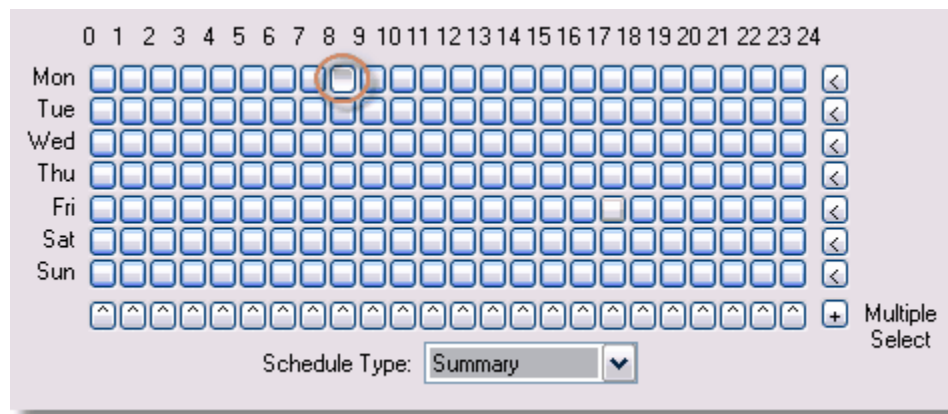 0 1 2 3 4 5 6 7 8 9 10 11 12 13 14 15 16 17 18 19 20 21 22 23 24
Mon <
Tue <
Wed <
Thu <
Fri <
Sat <
Sun <
^ ^ ^ ^ ^ ^ ^ ^ ^ ^ ^ ^ ^ ^ ^ ^ ^ ^ ^ ^ ^ ^ ^ ^ + Multiple
Select
Schedule Type: Summary